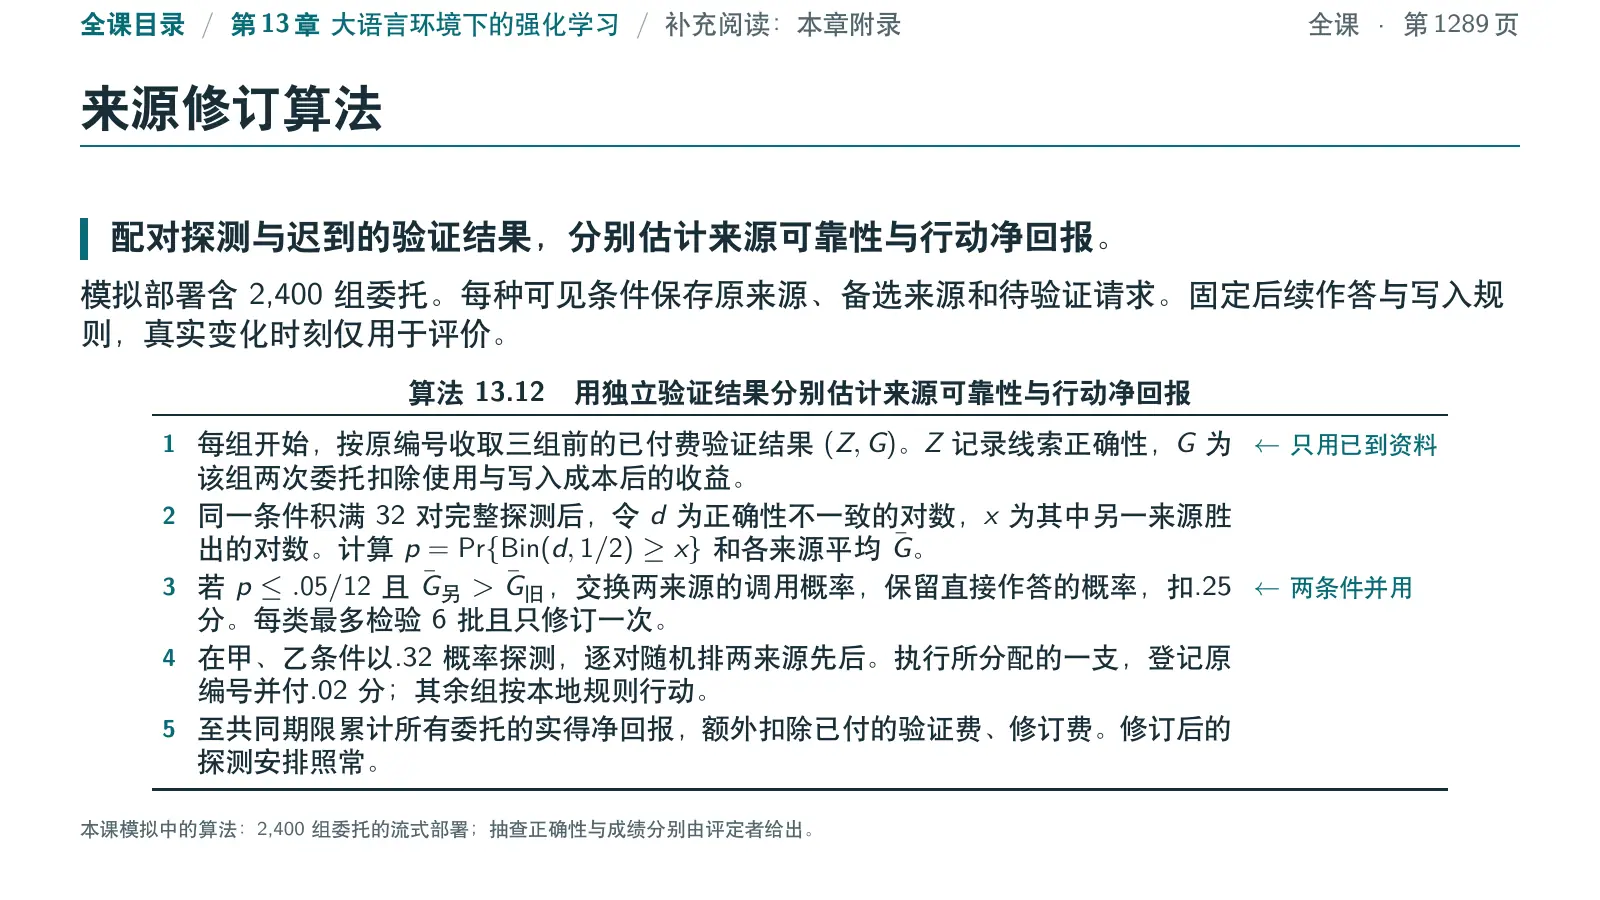 全课目录 / 第 13 章 大语言环境下的强化学习 / 补充阅读：本章附录
全课 · 第 1289 页
来源修订算法
配对探测与迟到的验证结果，分别估计来源可靠性与行动净回报。
模拟部署含 2,400 组委托。每种可见条件保存原来源、备选来源和待验证请求。固定后续作答与写入规
则，真实变化时刻仅用于评价。
算法 13.12 用独立验证结果分别估计来源可靠性与行动净回报
1 每组开始，按原编号收取三组前的已付费验证结果 (Z, G)。Z 记录线索正确性，G 为 ← 只用已到资料
该组两次委托扣除使用与写入成本后的收益。
2 同一条件积满 32 对完整探测后，令 d 为正确性不一致的对数，x 为其中另一来源胜
出的对数。计算 p = Pr{Bin(d, 1/2) ≥ x} 和各来源平均 Ḡ。
3 若 p ≤ .05/12 且 Ḡ另 > Ḡ旧，交换两来源的调用概率，保留直接作答的概率，扣.25 ← 两条件并用
分。每类最多检验 6 批且只修订一次。
4 在甲、乙条件以.32 概率探测，逐对随机排两来源先后。执行所分配的一支，登记原
编号并付.02 分；其余组按本地规则行动。
5 至共同期限累计所有委托的实得净回报，额外扣除已付的验证费、修订费。修订后的
探测安排照常。
本课模拟中的算法：2,400 组委托的流式部署；抽查正确性与成绩分别由评定者给出。